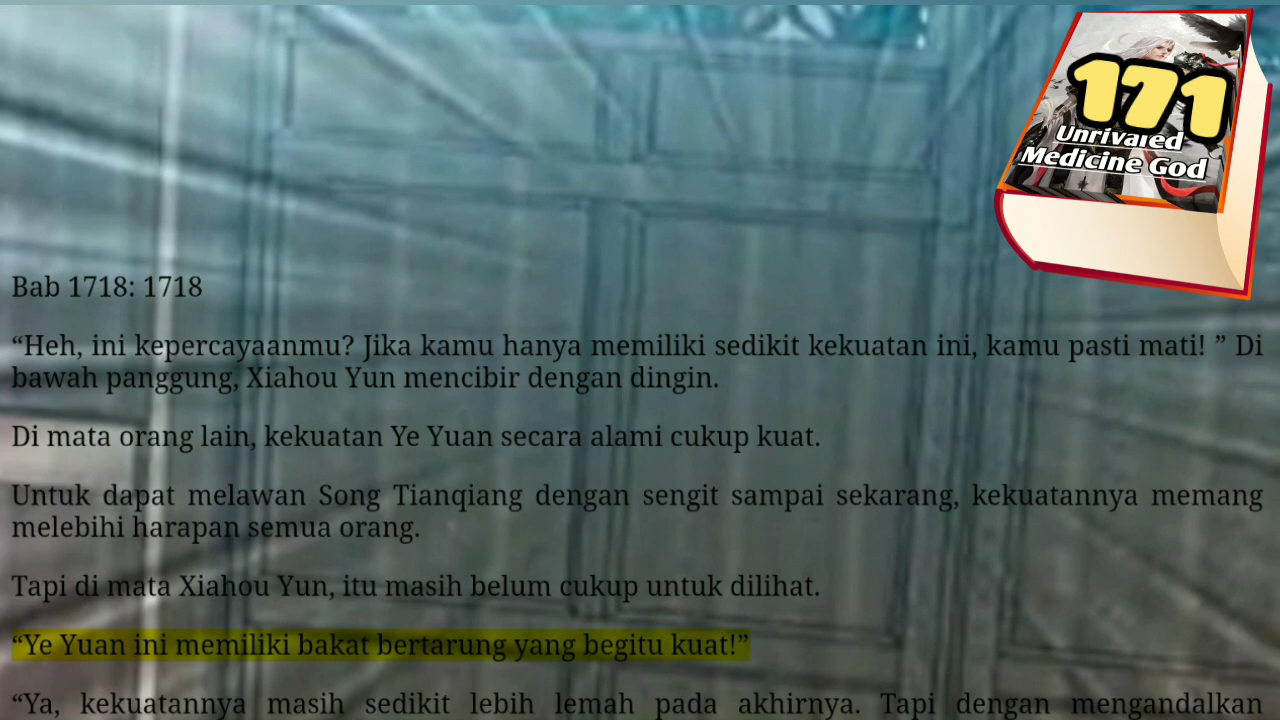 171
Unrivaled
Medicine God
Bab 1718: 1718
“Heh, ini kepercayaanmu? Jika kamu hanya memiliki sedikit kekuatan ini, kamu pasti mati! ” Di
bawah panggung, Xiahou Yun mencibir dengan dingin.
Di mata orang lain, kekuatan Ye Yuan secara alami cukup kuat.
Untuk dapat melawan Song Tianqiang dengan sengit sampai sekarang, kekuatannya memang
melebihi harapan semua orang.
Tapi di mata Xiahou Yun, itu masih belum cukup untuk dilihat.
“Ye Yuan ini memiliki bakat bertarung yang begitu kuat!”
“Ya, kekuatannya masih sedikit lebih lemah pada akhirnya. Tapi dengan mengandalkan